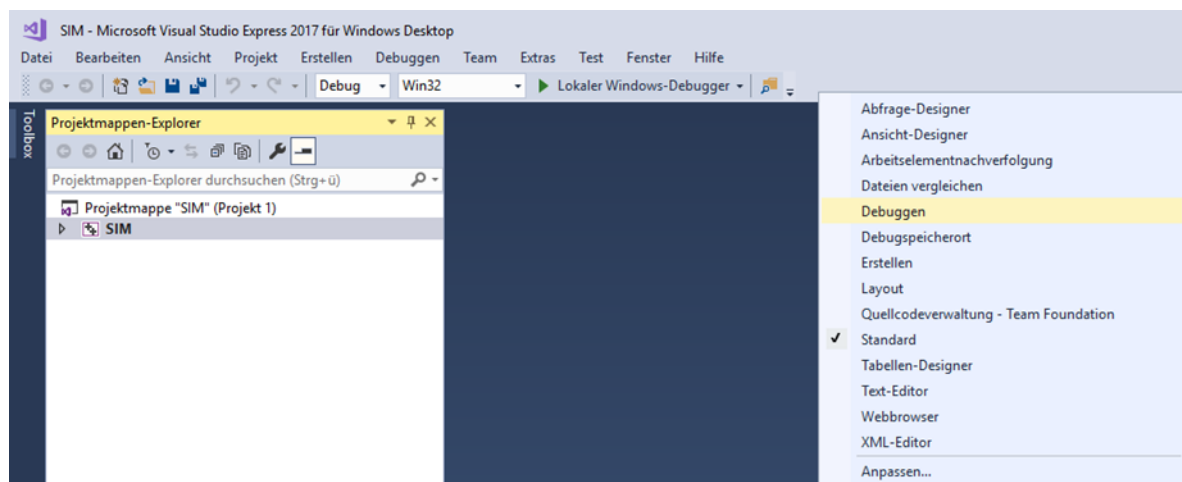 SIM - Microsoft Visual Studio Express 2017 für Windows Desktop
Datei Bearbeiten Ansicht Projekt Erstellen Debuggen Team Extras Test Fenster Hilfe
Debug Win32 Lokaler Windows-Debugger
Toolbox
Projektmappen-Explorer
Projektmappen-Explorer durchsuchen (Strg+ü)
Projektmappe "SIM" (Projekt 1)
SIM
Abfrage-Designer
Ansicht-Designer
Arbeitselementnachverfolgung
Dateien vergleichen
Debuggen
Debugspeicherort
Erstellen
Layout
Quellcodeverwaltung - Team Foundation
Standard
Tabellen-Designer
Text-Editor
Webbrowser
XML-Editor
Anpassen...